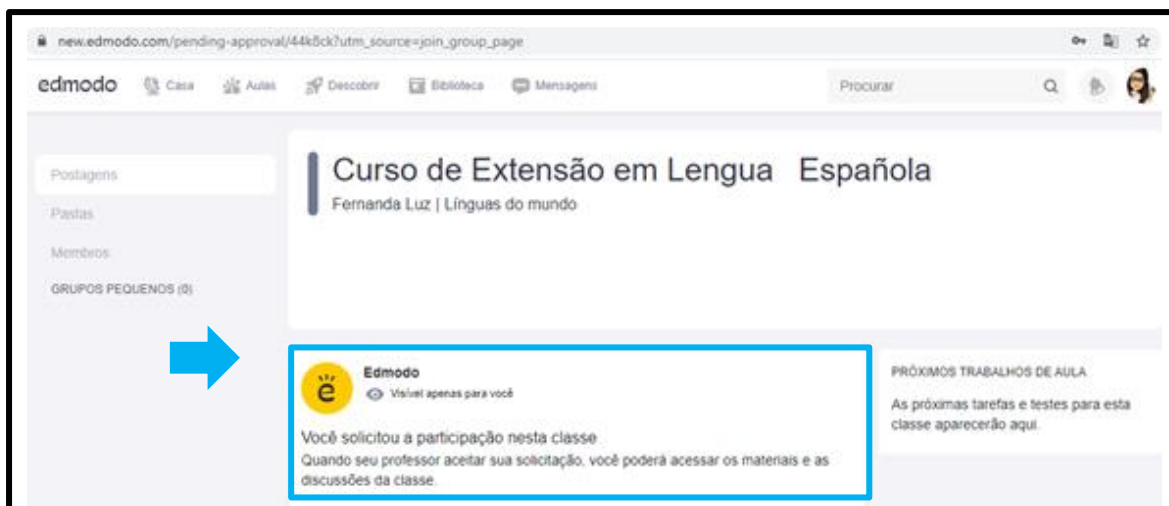 new.edmodo.com/pending-approval/44k8ck?utm_source=join_group_page
edmodo Casa Aulas Descobrir Biblioteca Mensagens Procurar
Postagens
Pastas
Membros
GRUPOS PEQUENOS (0)
Curso de Extensão em Lengua Española
Fernanda Luz | Línguas do mundo
Edmodo
Visível apenas para você
Você solicitou a participação nesta classe
Quando seu professor aceitar sua solicitação, você poderá acessar os materiais e as
discussões da classe.
PRÓXIMOS TRABALHOS DE AULA
As próximas tarefas e testes para esta
classe aparecerão aqui.